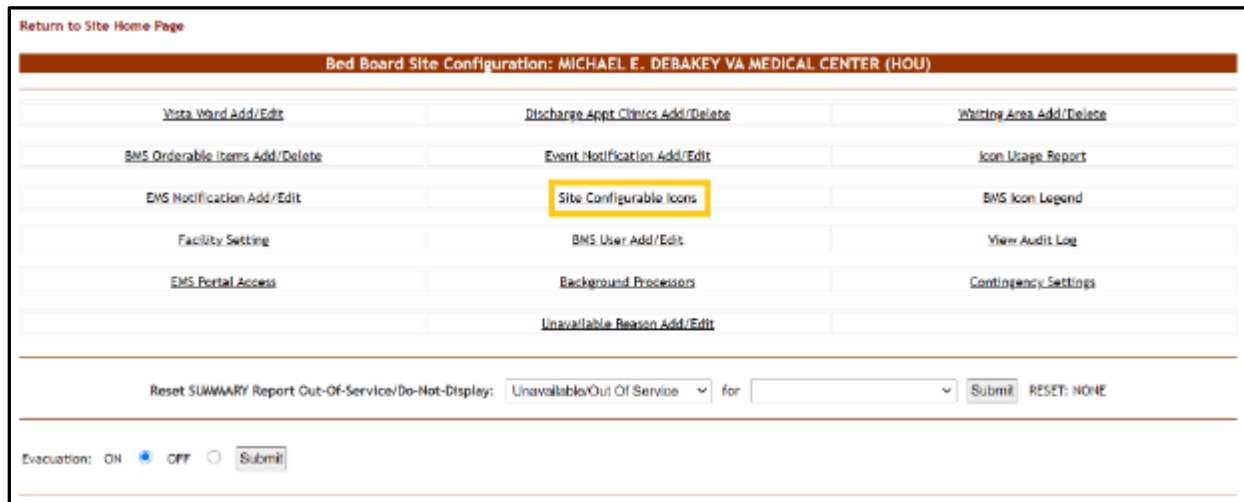 Return to Site Home Page
Bed Board Site Configuration: MICHAEL E. DEBAKEY VA MEDICAL CENTER (HOU)
Vista Ward Add/Edit Discharge Appt Clinics Add/Delete Waiting Area Add/Delete
BMS Orderable Items Add/Delete Event Notification Add/Edit Icon Usage Report
EMS Notification Add/Edit Site Configurable Icons BMS Icon Legend
Facility Setting BMS User Add/Edit View Audit Log
EMS Portal Access Background Processors Contingency Settings
Unavailable Reason Add/Edit
Reset SUMMARY Report Out-Of-Service/Do-Not-Display: Unavailable/Out Of Service for Submit RESET: NONE
Evacuation: ON OFF Submit